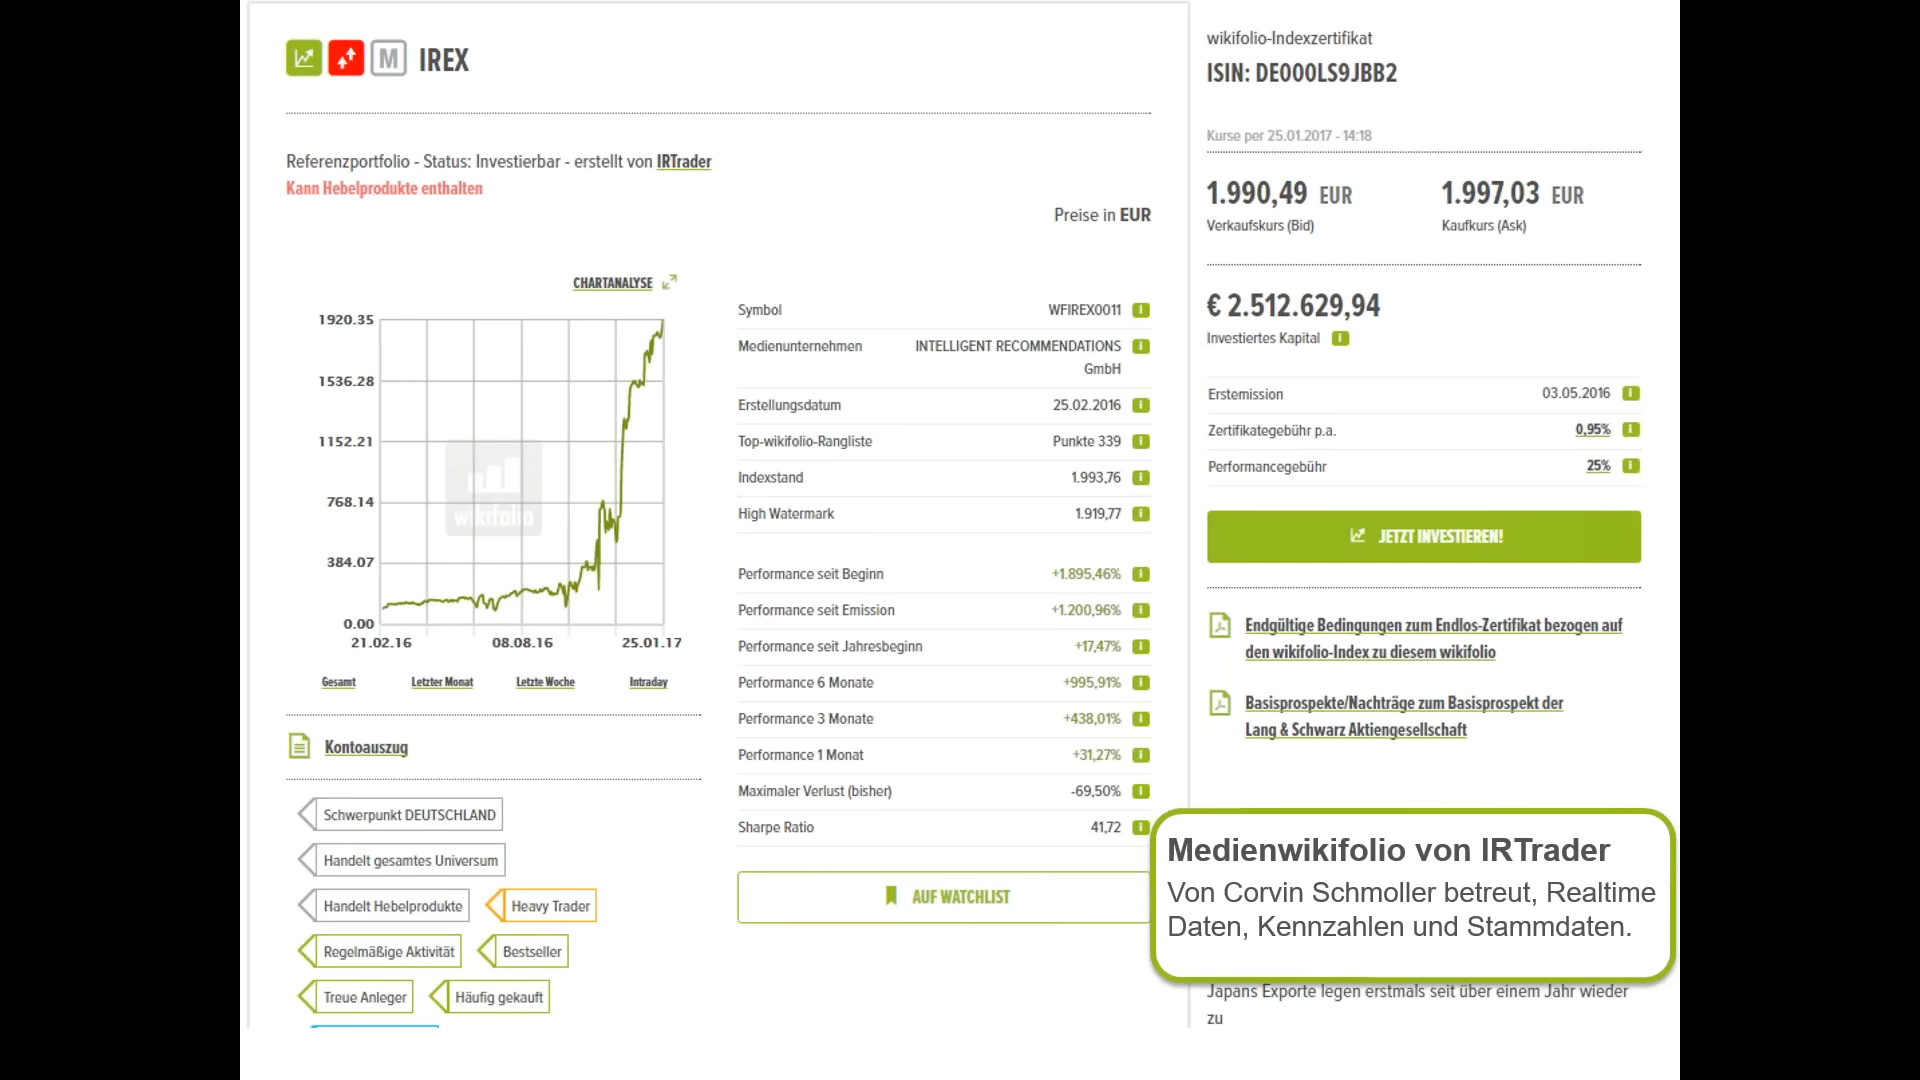 M IREX
Referenzportfolio - Status: Investierbar - erstellt von IRTrader
Kann Hebelprodukte enthalten
Preise in EUR
CHARTANALYSE
1920.35
1536.28
1152.21
768.14
384.07
0.00
21.02.16 08.08.16 25.01.17
wikifolio
Gesamt Letzter Monat Letzte Woche Intraday
Kontoauszug
Schwerpunkt DEUTSCHLAND
Handelt gesamtes Universum
Handelt Hebelprodukte Heavy Trader
Regelmäßige Aktivität Bestseller
Treue Anleger Häufig gekauft
Symbol WFIREX0011
Medienunternehmen INTELLIGENT RECOMMENDATIONS
GmbH
Erstellungsdatum 25.02.2016
Top-wikifolio-Rangliste Punkte 339
Indexstand 1.993,76
High Watermark 1.919,77
Performance seit Beginn +1.895,46%
Performance seit Emission +1.200,96%
Performance seit Jahresbeginn +17,47%
Performance 6 Monate +995,91%
Performance 3 Monate +438,01%
Performance 1 Monat +31,27%
Maximaler Verlust (bisher) -69,50%
Sharpe Ratio 41,72
AUF WATCHLIST
wikifolio-Indexzertifikat
ISIN: DE000LS9JBB2
Kurse per 25.01.2017 - 14:18
1.990,49 EUR 1.997,03 EUR
Verkaufskurs (Bid) Kaufkurs (Ask)
€ 2.512.629,94
Investiertes Kapital
Erstemission 03.05.2016
Zertifikategebühr p.a. 0,95%
Performancegebühr 25%
JETZT INVESTIEREN!
Endgültige Bedingungen zum Endlos-Zertifikat bezogen auf
den wikifolio-Index zu diesem wikifolio
Basisprospekte/Nachträge zum Basisprospekt der
Lang & Schwarz Aktiengesellschaft
Medienwikifolio von IRTrader
Von Corvin Schmoller betreut, Realtime
Daten, Kennzahlen und Stammdaten.
Japans Exporte legen erstmals seit über einem Jahr wieder
zu